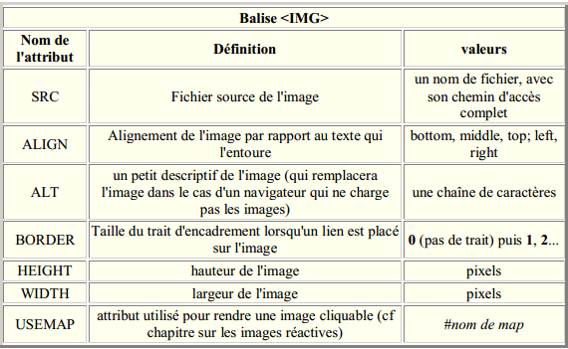 Balise <IMG>
Nom de
l'attribut
Définition
valeurs
SRC
Fichier source de l'image
un nom de fichier, avec
son chemin d'accès
complet
ALIGN
Alignement de l'image par rapport au texte qui
l'entoure
bottom, middle, top; left,
right
ALT
un petit descriptif de l'image (qui remplacera
l'image dans le cas d'un navigateur qui ne charge
pas les images)
une chaîne de caractères
BORDER
Taille du trait d'encadrement lorsqu'un lien est placé
sur l'image
0 (pas de trait) puis 1, 2...
HEIGHT
hauteur de l'image
pixels
WIDTH
largeur de l'image
pixels
USEMAP
attribut utilisé pour rendre une image cliquable (cf
chapitre sur les images réactives)
#nom de map